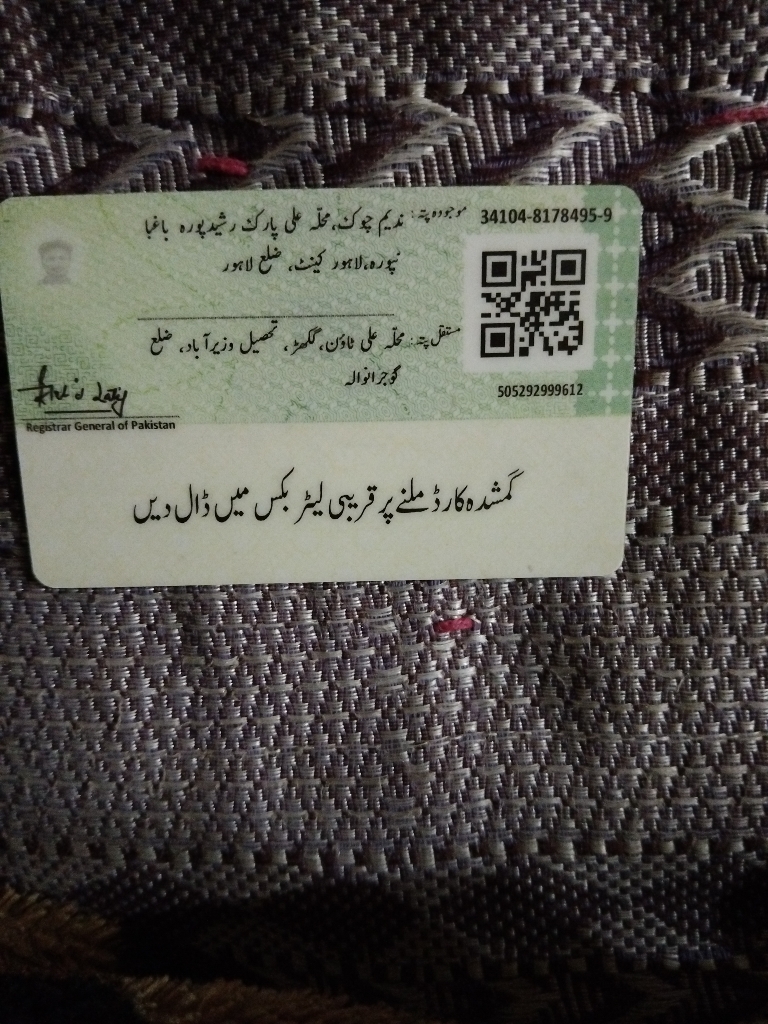 34104-8178495-9
موجودہ پتہ: ندیم چوک، محلّہ علی پارک رشیدپورہ باغبا
نپورہ، لاہور کینٹ، ضلع لاہور
مستقل پتہ: محلّہ علی ٹاؤن، گکھڑ، تحصیل وزیرآباد، ضلع
گوجرانوالہ
505292999612
Registrar General of Pakistan
گمشدہ کارڈ ملنے پر قریبی لیٹر بکس میں ڈال دیں